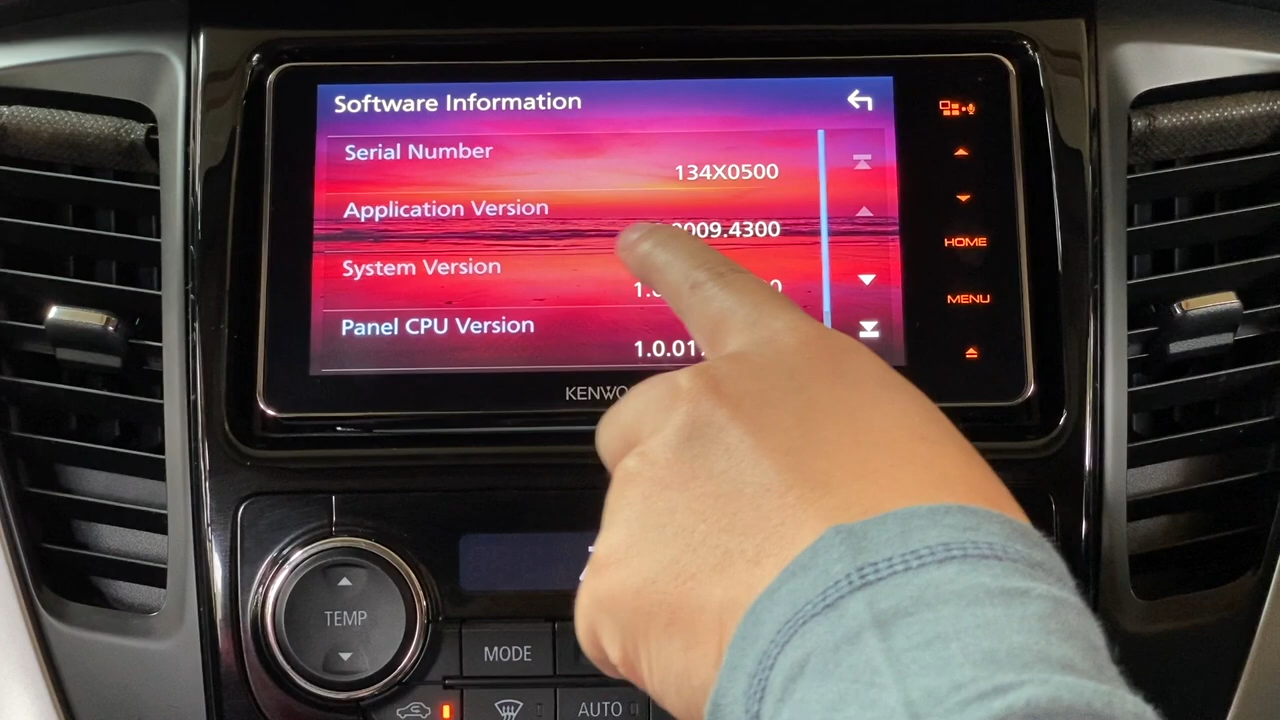 Software Information
Serial Number
134X0500
Application Version
009.4300
System Version
1.0
Panel CPU Version
1.0.01
KENWO
HOME
MENU
TEMP
MODE
AUTO